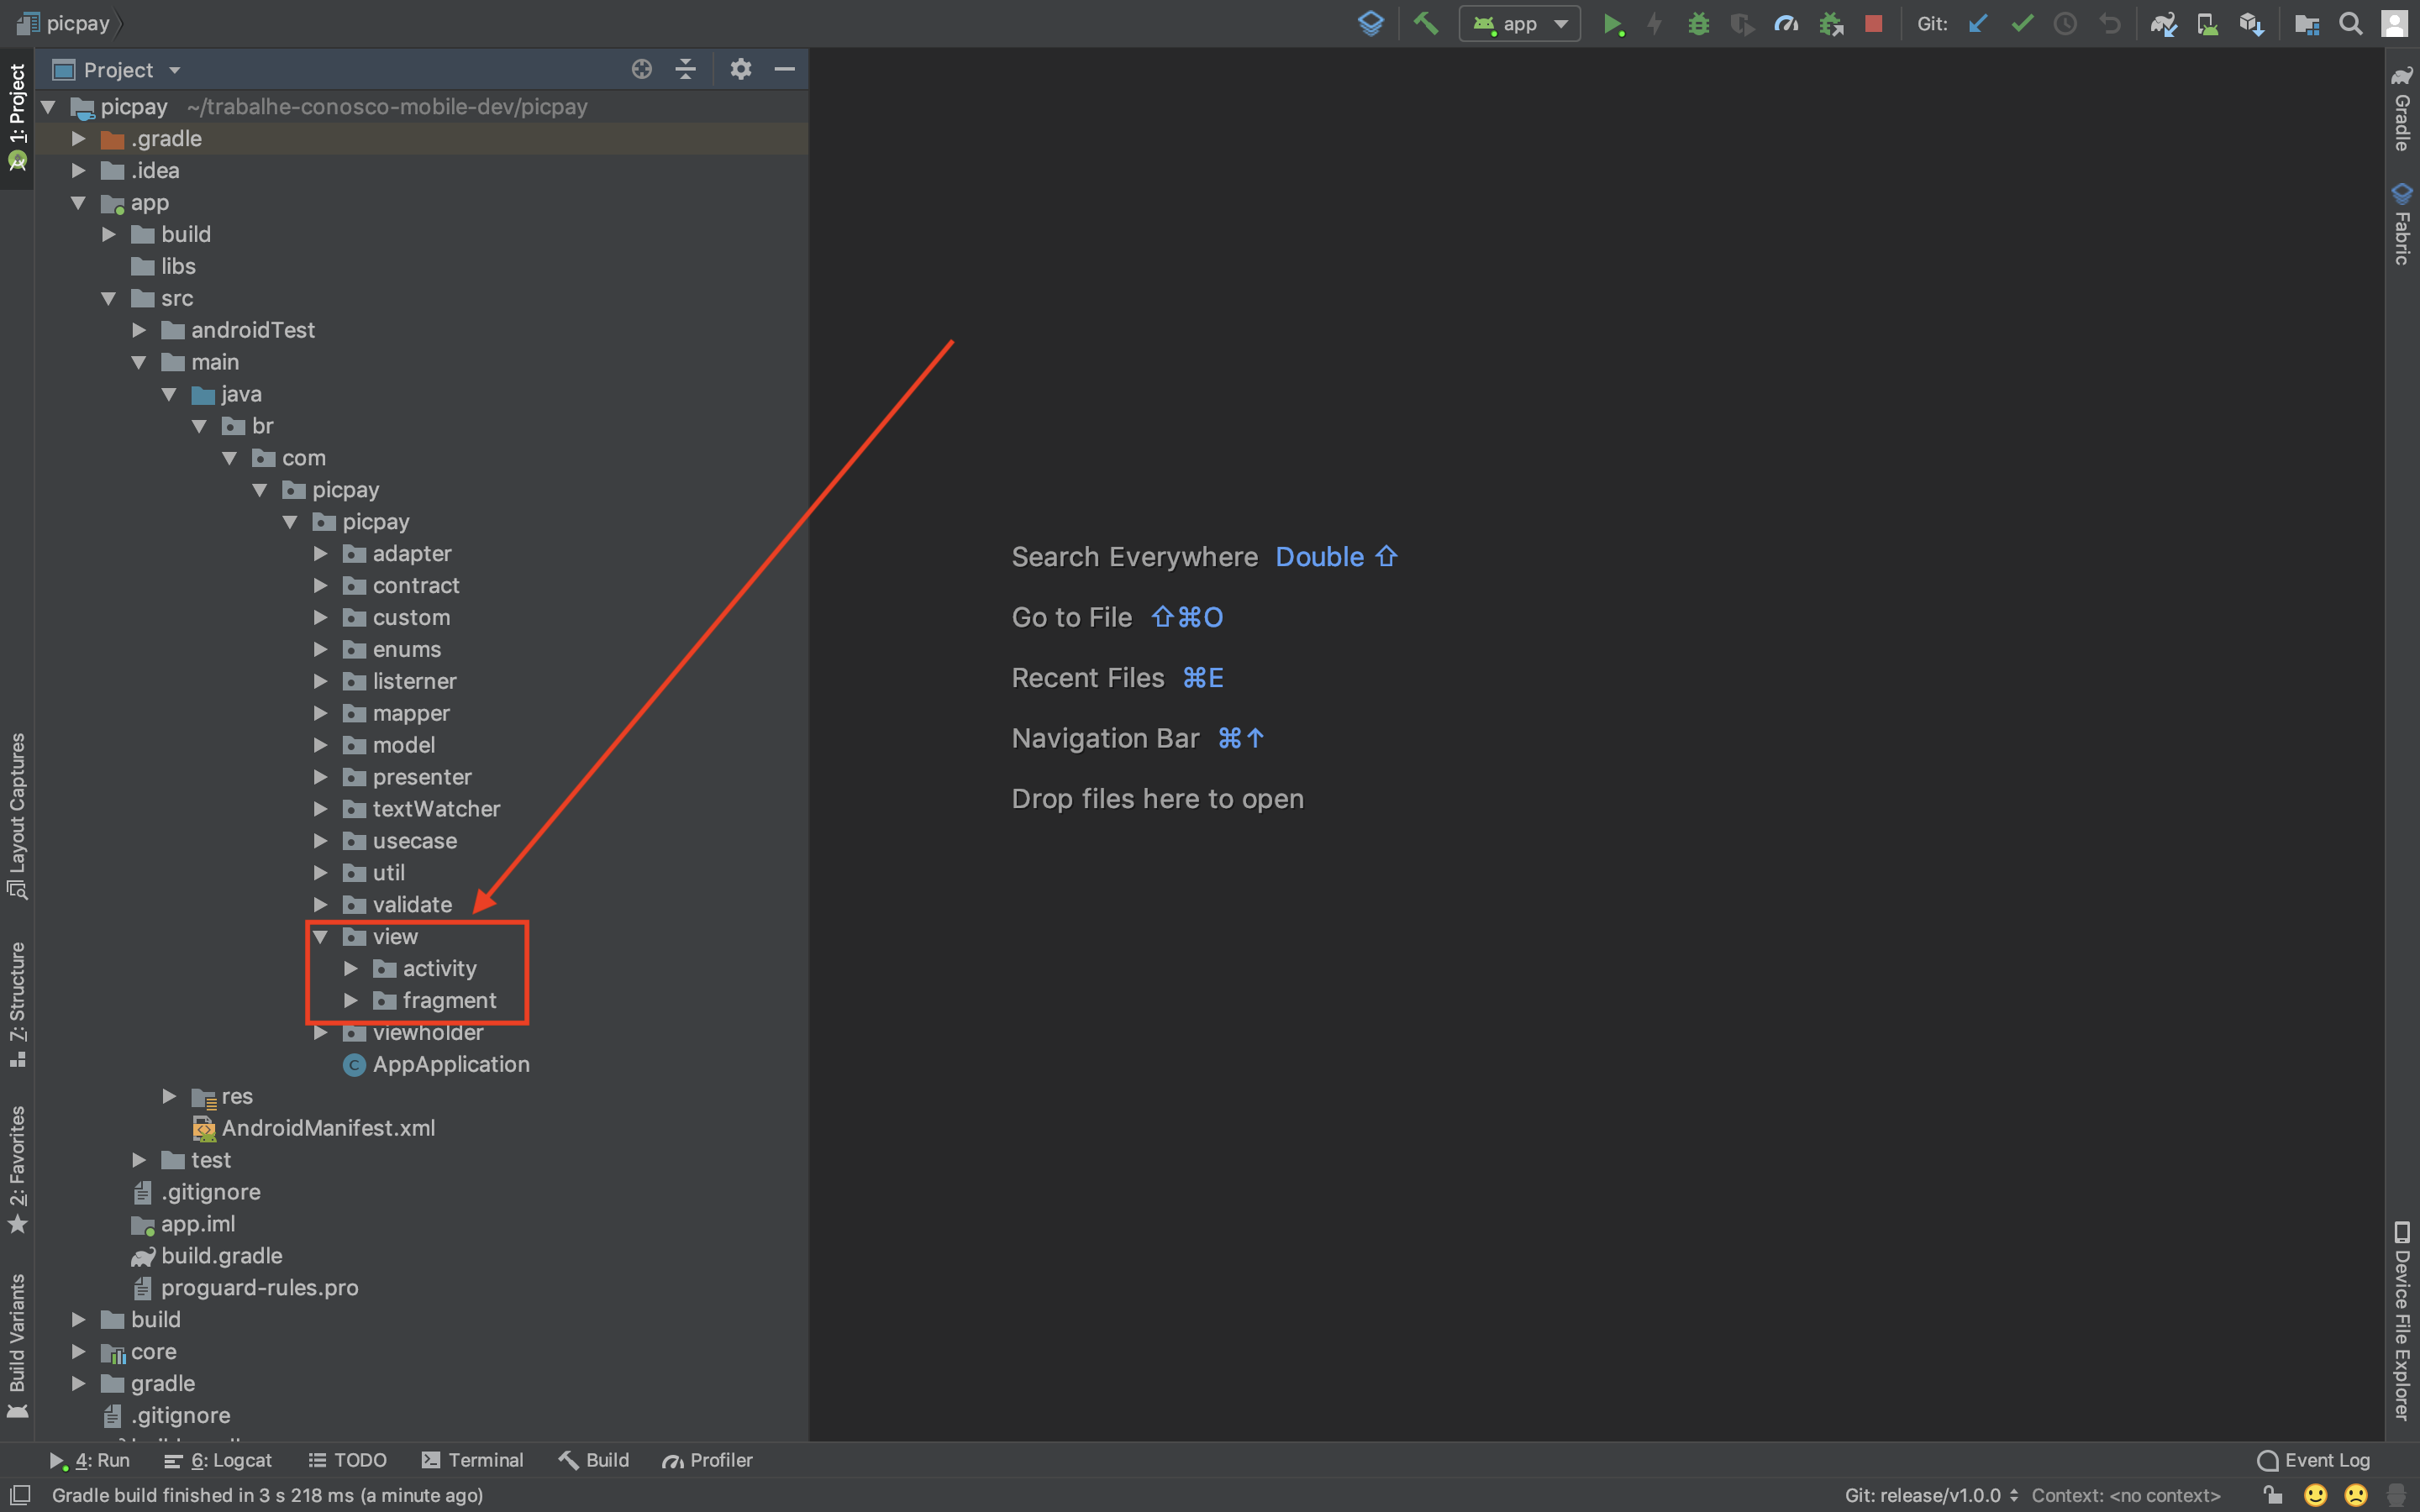 picpay
app
Git:
Project
1: Project
picpay ~/trabalhe-conosco-mobile-dev/picpay
.gradle
.idea
app
build
libs
src
androidTest
main
java
br
com
picpay
picpay
adapter
contract
custom
enums
listerner
mapper
model
presenter
textWatcher
usecase
util
validate
view
activity
fragment
viewholder
AppApplication
res
AndroidManifest.xml
test
.gitignore
app.iml
build.gradle
proguard-rules.pro
build
core
gradle
.gitignore
Layout Captures
Z: Structure
2: Favorites
Build Variants
Search Everywhere Double ⇧
Go to File ⇧⌘O
Recent Files ⌘E
Navigation Bar ⌘↑
Drop files here to open
Gradle
Fabric
Device File Explorer
4: Run
6: Logcat
TODO
Terminal
Build
Profiler
Event Log
Gradle build finished in 3 s 218 ms (a minute ago)
Git: release/v1.0.0
Context: <no context>